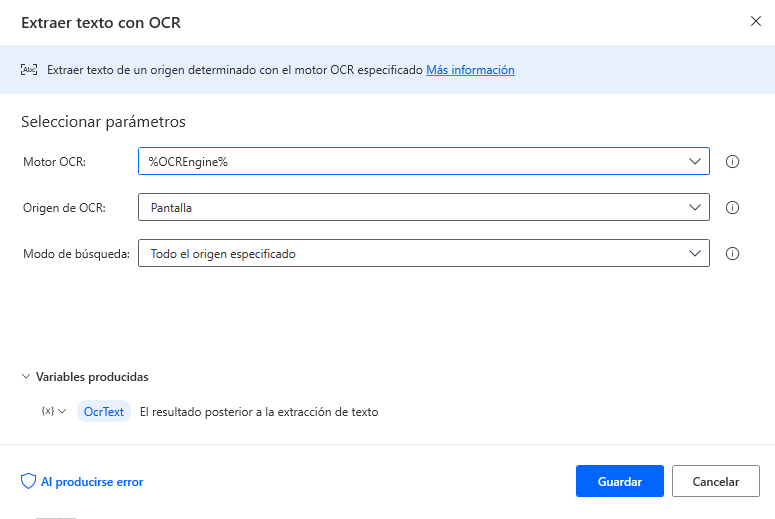 Extraer texto con OCR
Abc Extraer texto de un origen determinado con el motor OCR especificado Más información
Seleccionar parámetros
Motor OCR: %OCREngine%
Origen de OCR: Pantalla
Modo de búsqueda: Todo el origen especificado
Variables producidas
(x) OcrText El resultado posterior a la extracción de texto
Al producirse error Guardar Cancelar